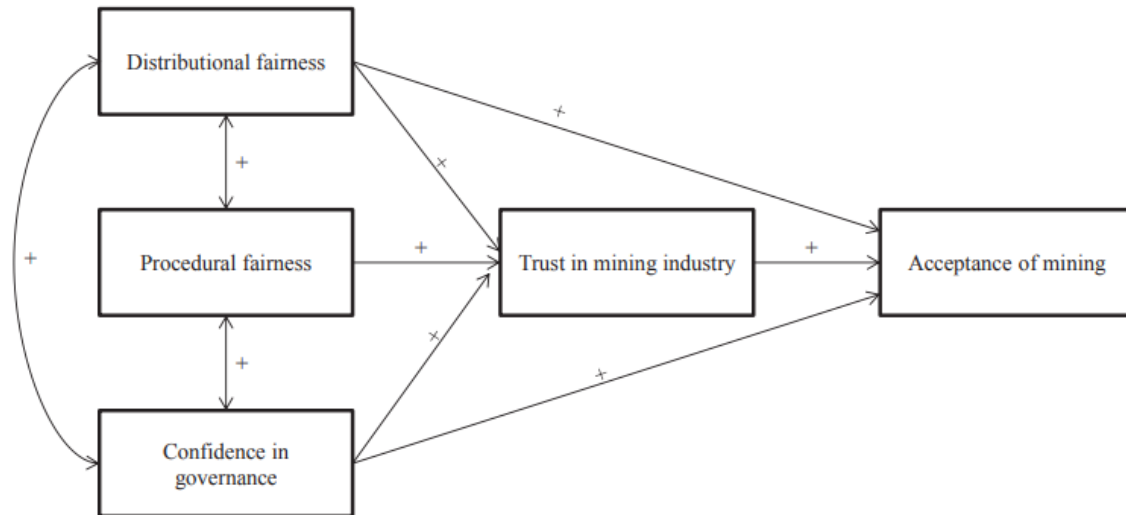 Distributional fairness
+
+
+
Procedural fairness
+
Trust in mining industry
+
Acceptance of mining
+
+
+
+
Confidence in
governance